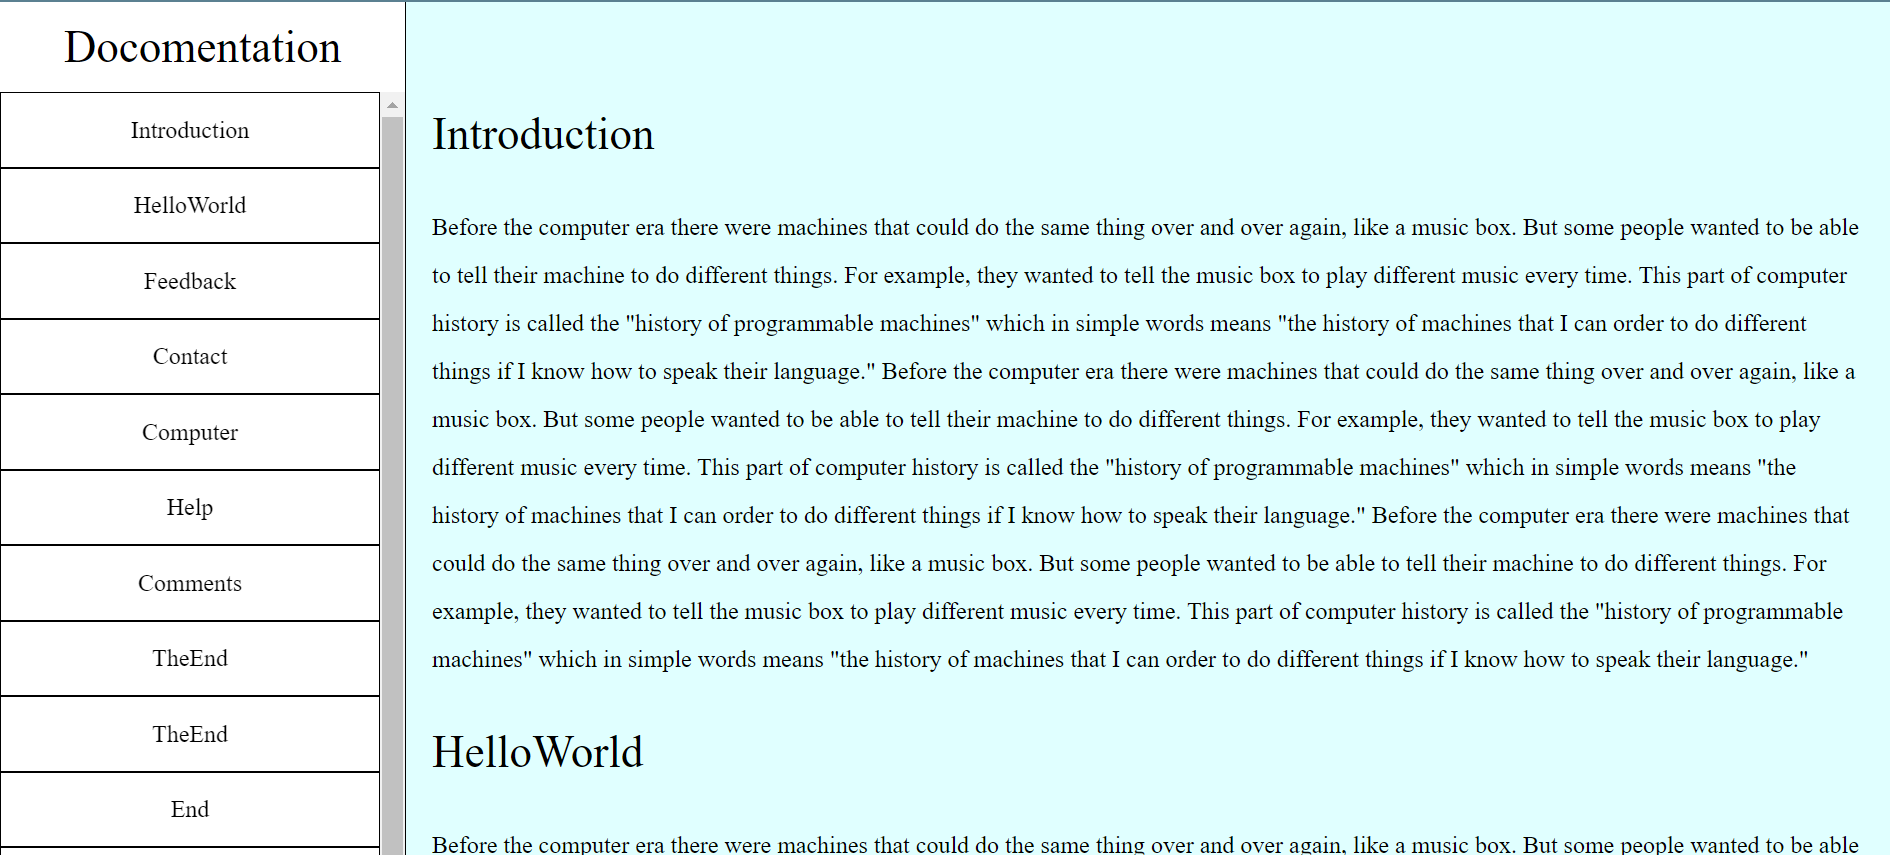 Docomentation
Introduction
HelloWorld
Feedback
Contact
Computer
Help
Comments
TheEnd
TheEnd
End
Introduction
Before the computer era there were machines that could do the same thing over and over again, like a music box. But some people wanted to be able
to tell their machine to do different things. For example, they wanted to tell the music box to play different music every time. This part of computer
history is called the "history of programmable machines" which in simple words means "the history of machines that I can order to do different
things if I know how to speak their language." Before the computer era there were machines that could do the same thing over and over again, like a
music box. But some people wanted to be able to tell their machine to do different things. For example, they wanted to tell the music box to play
different music every time. This part of computer history is called the "history of programmable machines" which in simple words means "the
history of machines that I can order to do different things if I know how to speak their language." Before the computer era there were machines that
could do the same thing over and over again, like a music box. But some people wanted to be able to tell their machine to do different things. For
example, they wanted to tell the music box to play different music every time. This part of computer history is called the "history of programmable
machines" which in simple words means "the history of machines that I can order to do different things if I know how to speak their language."
HelloWorld
Before the computer era there were machines that could do the same thing over and over again, like a music box. But some people wanted to be able